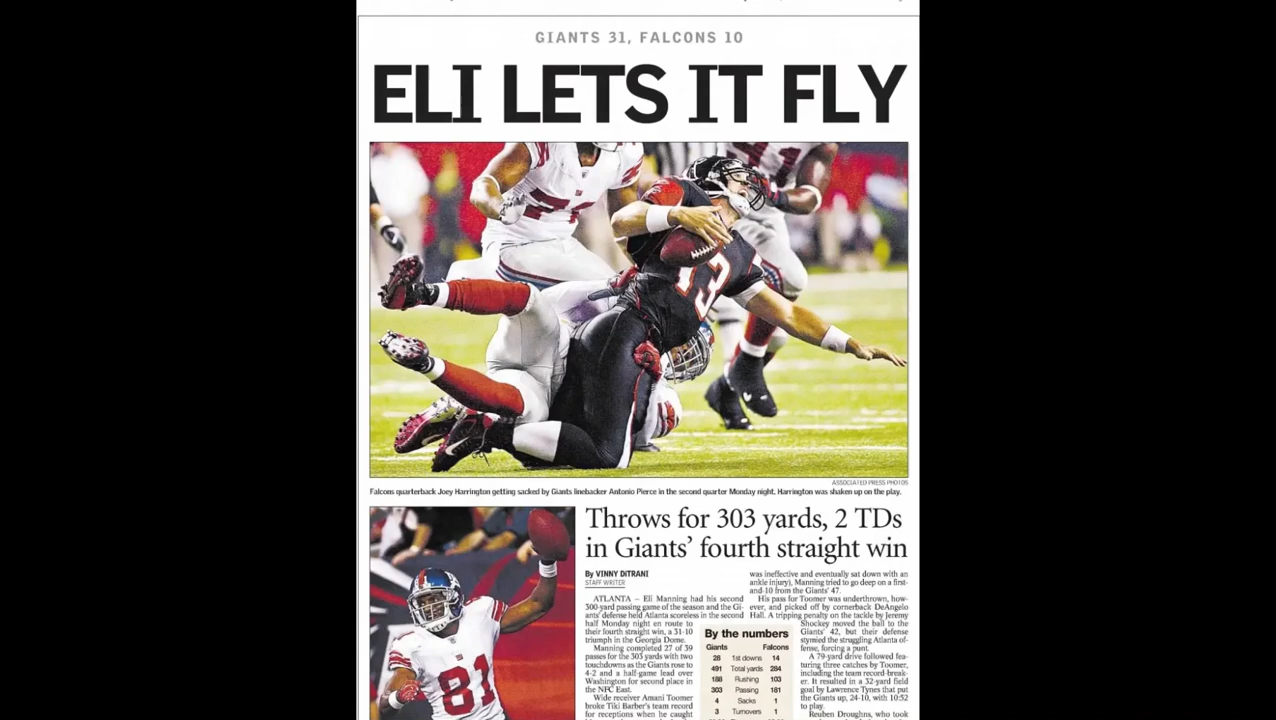 GIANTS 31, FALCONS 10
ELI LETS IT FLY
73
ASSOCIATED PRESS PHOTOS
Falcons quarterback Joey Harrington getting sacked by Giants linebacker Antonio Pierce in the second quarter Monday night. Harrington was shaken up on the play.
81
Throws for 303 yards, 2 TDs
in Giants’ fourth straight win
By VINNY DiTRANI
STAFF WRITER
ATLANTA – Eli Manning had his second
300-yard passing game of the season and the Gi-
ants’ defense held Atlanta scoreless in the second
half Monday night en route to
their fourth straight win, a 31-10
triumph in the Georgia Dome.
Manning completed 27 of 39
passes for the 303 yards with two
touchdowns as the Giants rose to
4-2 and a half-game lead over
Washington for second place in
the NFC East.
Wide receiver Amani Toomer
broke Tiki Barber’s team record
for receptions when he caught
By the numbers
Giants Falcons
28 1st downs 14
491 Total yards 284
188 Rushing 103
303 Passing 181
4 Sacks 1
3 Turnovers 1
was ineffective and eventually sat down with an
ankle injury), Manning tried to go deep on a first-
and-10 from the Giants’ 47.
His pass for Toomer was underthrown, how-
ever, and picked off by cornerback DeAngelo
Hall. A tripping penalty on the tackle by Jeremy
Shockey moved the ball to the
Giants’ 42, but their defense
stymied the struggling Atlanta of-
fense, forcing a punt.
A 79-yard drive followed fea-
turing three catches by Toomer,
including the team record-break-
er. It resulted in a 32-yard field
goal by Lawrence Tynes that put
the Giants up, 24-10, with 10:52
to play.
Reuben Droughns, who took